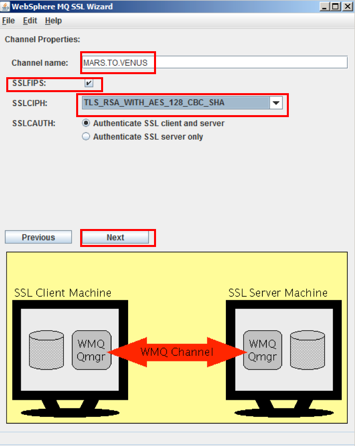 WebSphere MQ SSL Wizard
File Edit Help
Channel Properties:
Channel name: MARS.TO.VENUS
SSLFIPS:
SSLCIPH: TLS_RSA_WITH_AES_128_CBC_SHA
SSLCAUTH: Authenticate SSL client and server
Authenticate SSL server only
Previous Next
SSL Client Machine SSL Server Machine
WMQ Qmgr
WMQ Channel
WMQ Qmgr